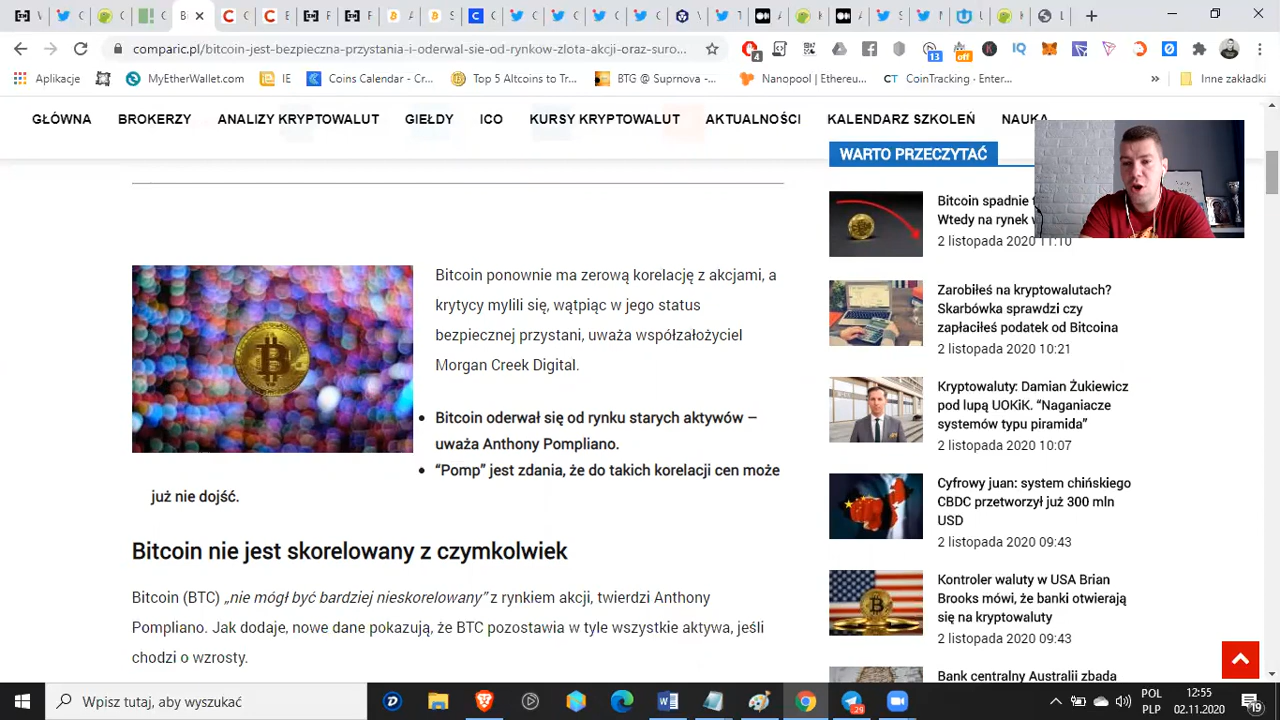 comparic.pl/bitcoin-jest-bezpieczna-przystania-i-oderwal-sie-od-rynkow-zlota-akcji-oraz-suro...
4
13
off
IQ
Aplikacje
MyEtherWallet.com
IE
Coins Calendar - Cr...
Top 5 Altcoins to Tr...
BTG @ Suprnova -...
Nanopool | Ethereu...
CT CoinTracking - Enter...
»
Inne zakładki
GŁÓWNA BROKERZY ANALIZY KRYPTOWALUT GIEŁDY ICO KURSY KRYPTOWALUT AKTUALNOŚCI KALENDARZ SZKOLEŃ NAUKA
Bitcoin ponownie ma zerową korelację z akcjami, a
krytycy mylili się, wątpiąc w jego status
bezpiecznej przystani, uważa współzałożyciel
Morgan Creek Digital.
Bitcoin oderwał się od rynku starych aktywów –
uważa Anthony Pompliano.
“Pomp” jest zdania, że do takich korelacji cen może
już nie dojść.
Bitcoin nie jest skorelowany z czymkolwiek
Bitcoin (BTC) „nie mógł być bardziej nieskorelowany” z rynkiem akcji, twierdzi Anthony
Pompliano. Jak dodaje, nowe dane pokazują, że BTC pozostawia w tyle wszystkie aktywa, jeśli
chodzi o wzrosty.
WARTO PRZECZYTAĆ
Bitcoin spadnie
Wtedy na rynek
2 listopada 2020 11:10
Zarobiłeś na kryptowalutach?
Skarbówka sprawdzi czy
zapłaciłeś podatek od Bitcoina
2 listopada 2020 10:21
Kryptowaluty: Damian Żukiewicz
pod lupą UOKiK. “Naganiacze
systemów typu piramida”
2 listopada 2020 10:07
Cyfrowy juan: system chińskiego
CBDC przetworzył już 300 mln
USD
2 listopada 2020 09:43
Kontroler waluty w USA Brian
Brooks mówi, że banki otwierają
się na kryptowaluty
2 listopada 2020 09:43
Bank centralny Australii zbada
Wpisz tutaj, aby wyszukać
29
POL
PLP
12:55
02.11.2020
19